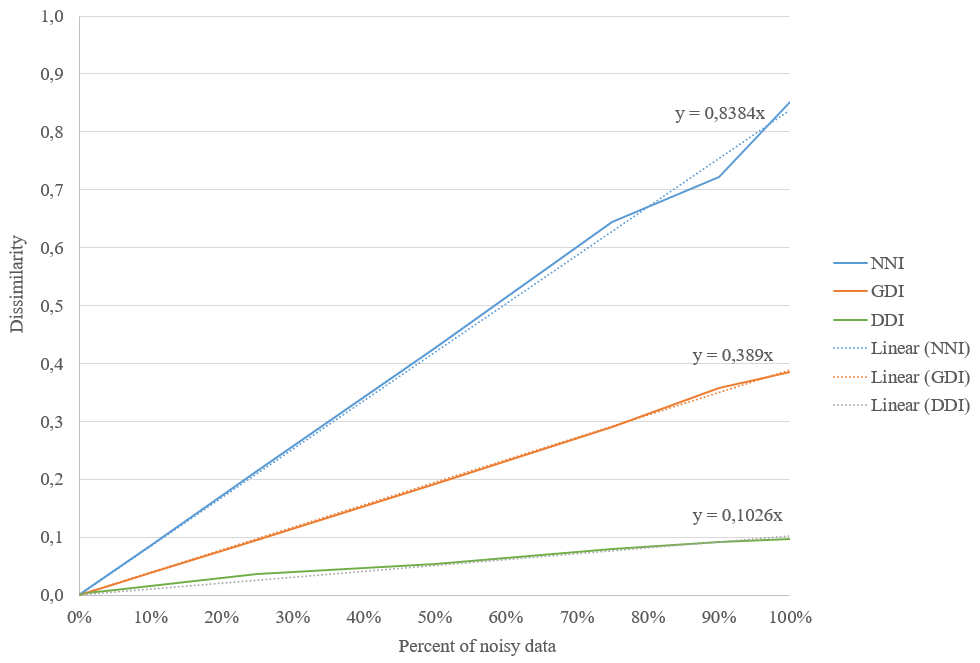 1,0
0,9
0,8
0,7
0,6
0,5
0,4
0,3
0,2
0,1
0,0
Dissimilarity
y = 0,8384x
y = 0,389x
y = 0,1026x
0% 10% 20% 30% 40% 50% 60% 70% 80% 90% 100%
Percent of noisy data
NNI
GDI
DDI
Linear (NNI)
Linear (GDI)
Linear (DDI)